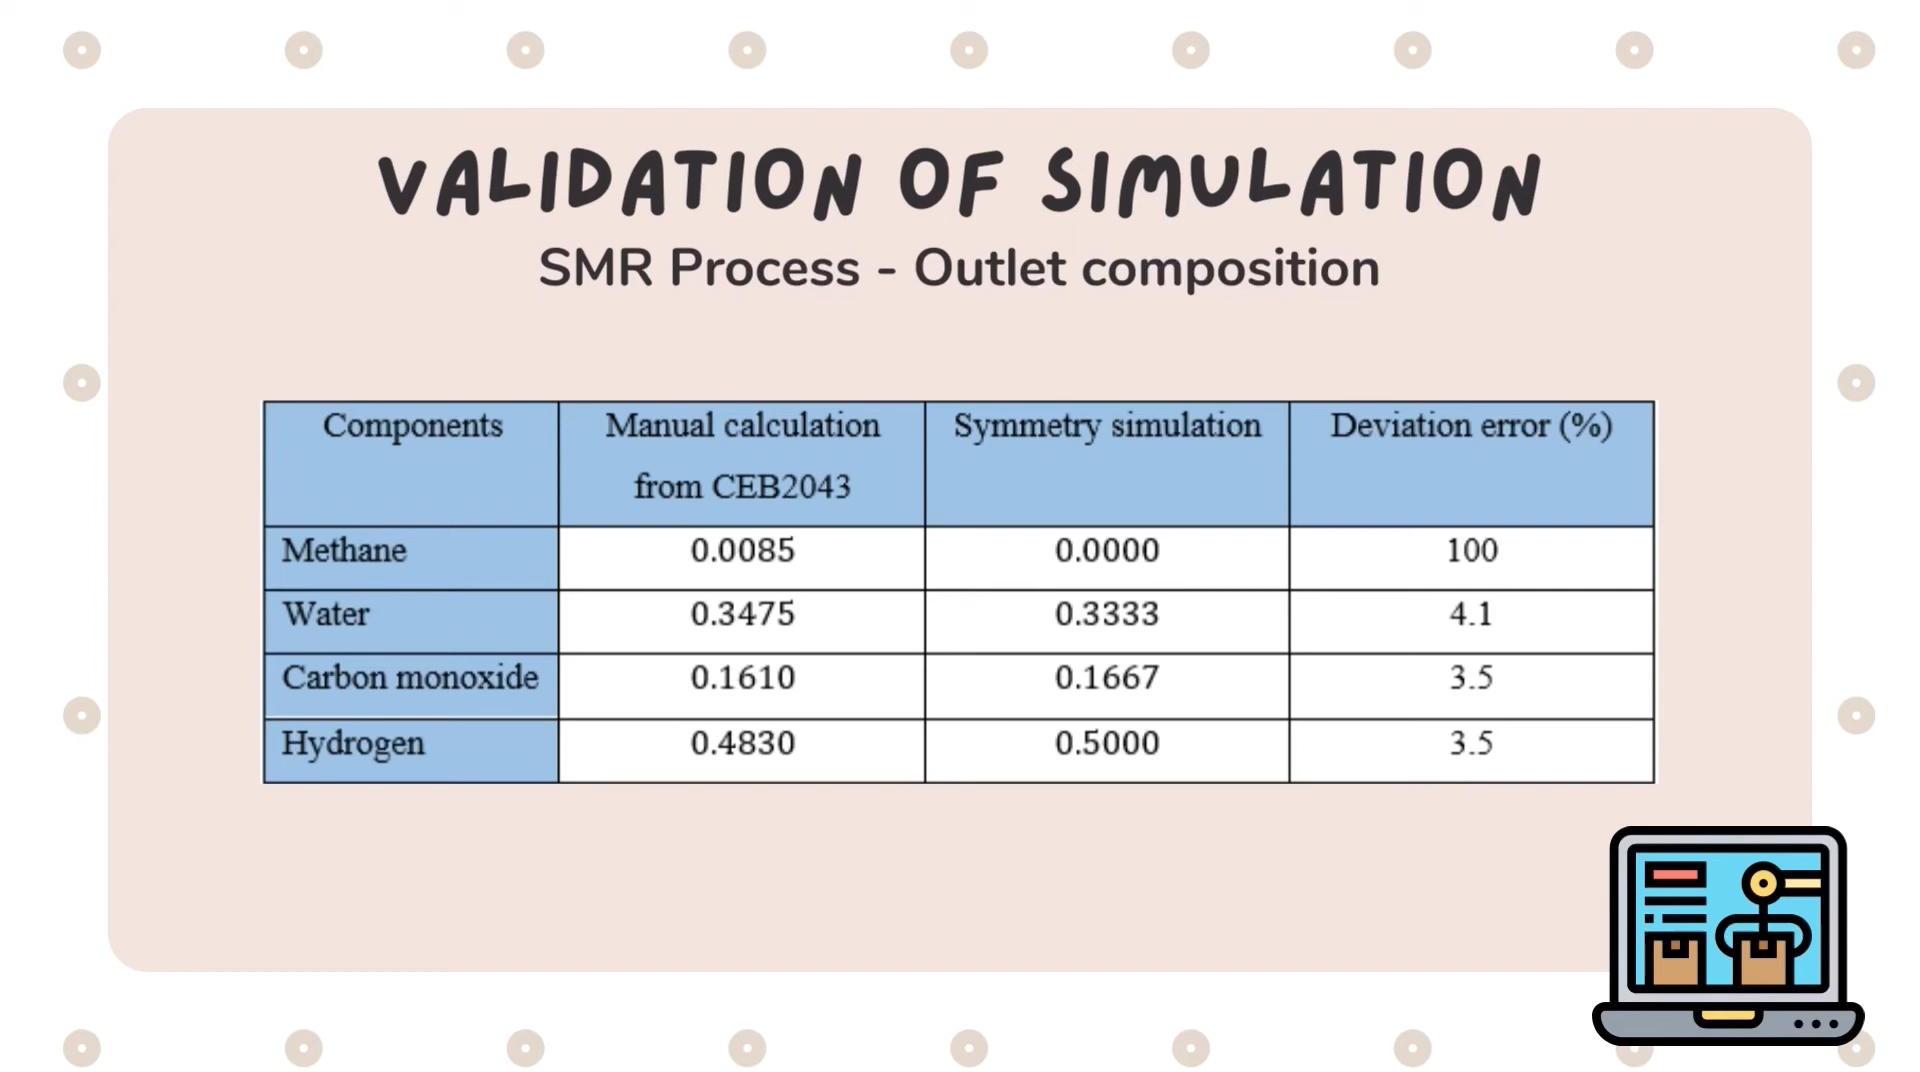 VALIDATION OF SIMULATION
SMR Process - Outlet composition
Components Manual calculation from CEB2043 Symmetry simulation Deviation error (%)
Methane 0.0085 0.0000 100
Water 0.3475 0.3333 4.1
Carbon monoxide 0.1610 0.1667 3.5
Hydrogen 0.4830 0.5000 3.5